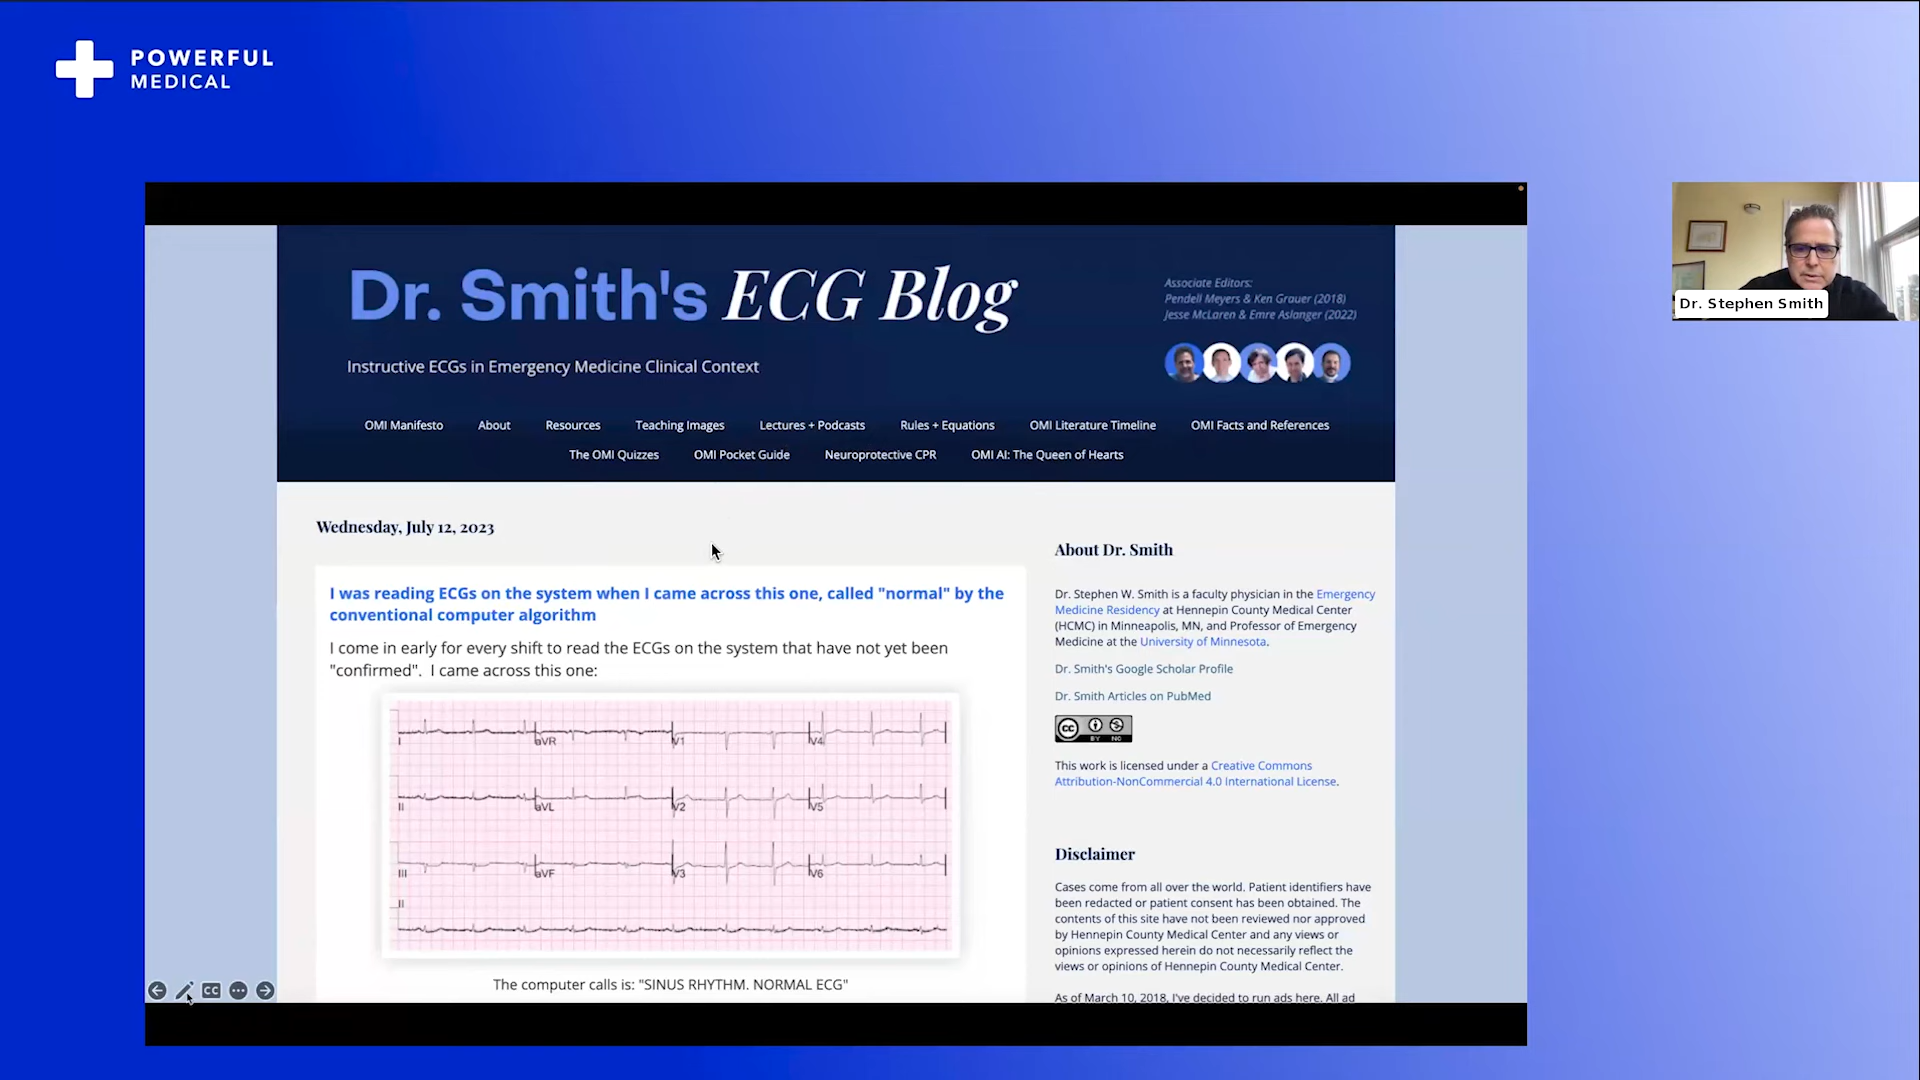 POWERFUL
MEDICAL
Dr. Smith's ECG Blog
Instructive ECGs in Emergency Medicine Clinical Context
Associate Editors:
Pendell Meyers & Ken Grauer (2018)
Jesse McLaren & Emre Aslanger (2022)
OMI Manifesto About Resources Teaching Images Lectures + Podcasts Rules + Equations OMI Literature Timeline OMI Facts and References
The OMI Quizzes OMI Pocket Guide Neuroprotective CPR OMI AI: The Queen of Hearts
Wednesday, July 12, 2023
I was reading ECGs on the system when I came across this one, called "normal" by the
conventional computer algorithm
I come in early for every shift to read the ECGs on the system that have not yet been
"confirmed". I came across this one:
I aVR V1 V4
II aVL V2 V5
III aVF V3 V6
II
The computer calls is: "SINUS RHYTHM. NORMAL ECG"
About Dr. Smith
Dr. Stephen W. Smith is a faculty physician in the Emergency
Medicine Residency at Hennepin County Medical Center
(HCMC) in Minneapolis, MN, and Professor of Emergency
Medicine at the University of Minnesota.
Dr. Smith's Google Scholar Profile
Dr. Smith Articles on PubMed
cc BY NC
This work is licensed under a Creative Commons
Attribution-NonCommercial 4.0 International License.
Disclaimer
Cases come from all over the world. Patient identifiers have
been redacted or patient consent has been obtained. The
contents of this site have not been reviewed nor approved
by Hennepin County Medical Center and any views or
opinions expressed herein do not necessarily reflect the
views or opinions of Hennepin County Medical Center.
As of March 10, 2018, I've decided to run ads here. All ad
CC
Dr. Stephen Smith